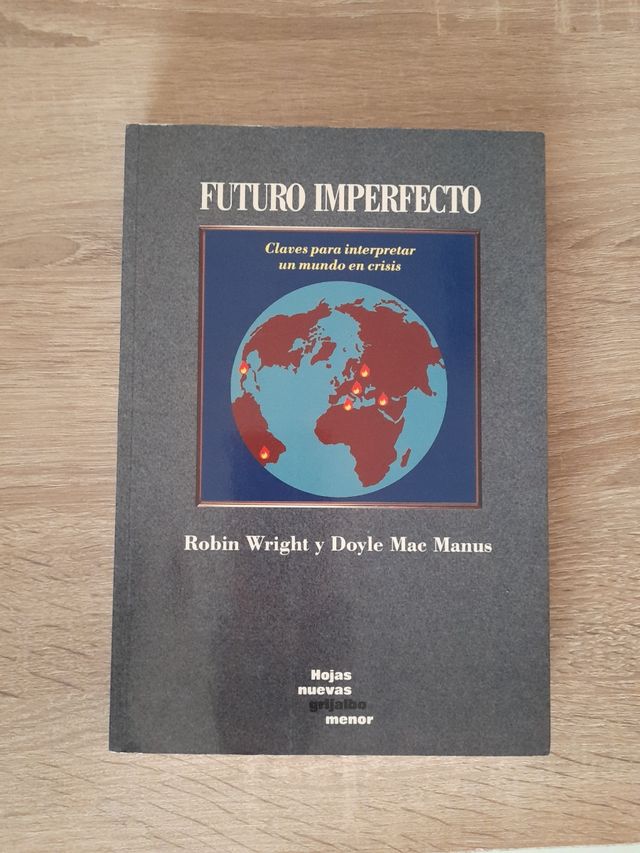 FUTURO IMPERFECTO
Claves para interpretar
un mundo en crisis
Robin Wright y Doyle Mac Manus
Hojas
nuevas
grijalbo
menor